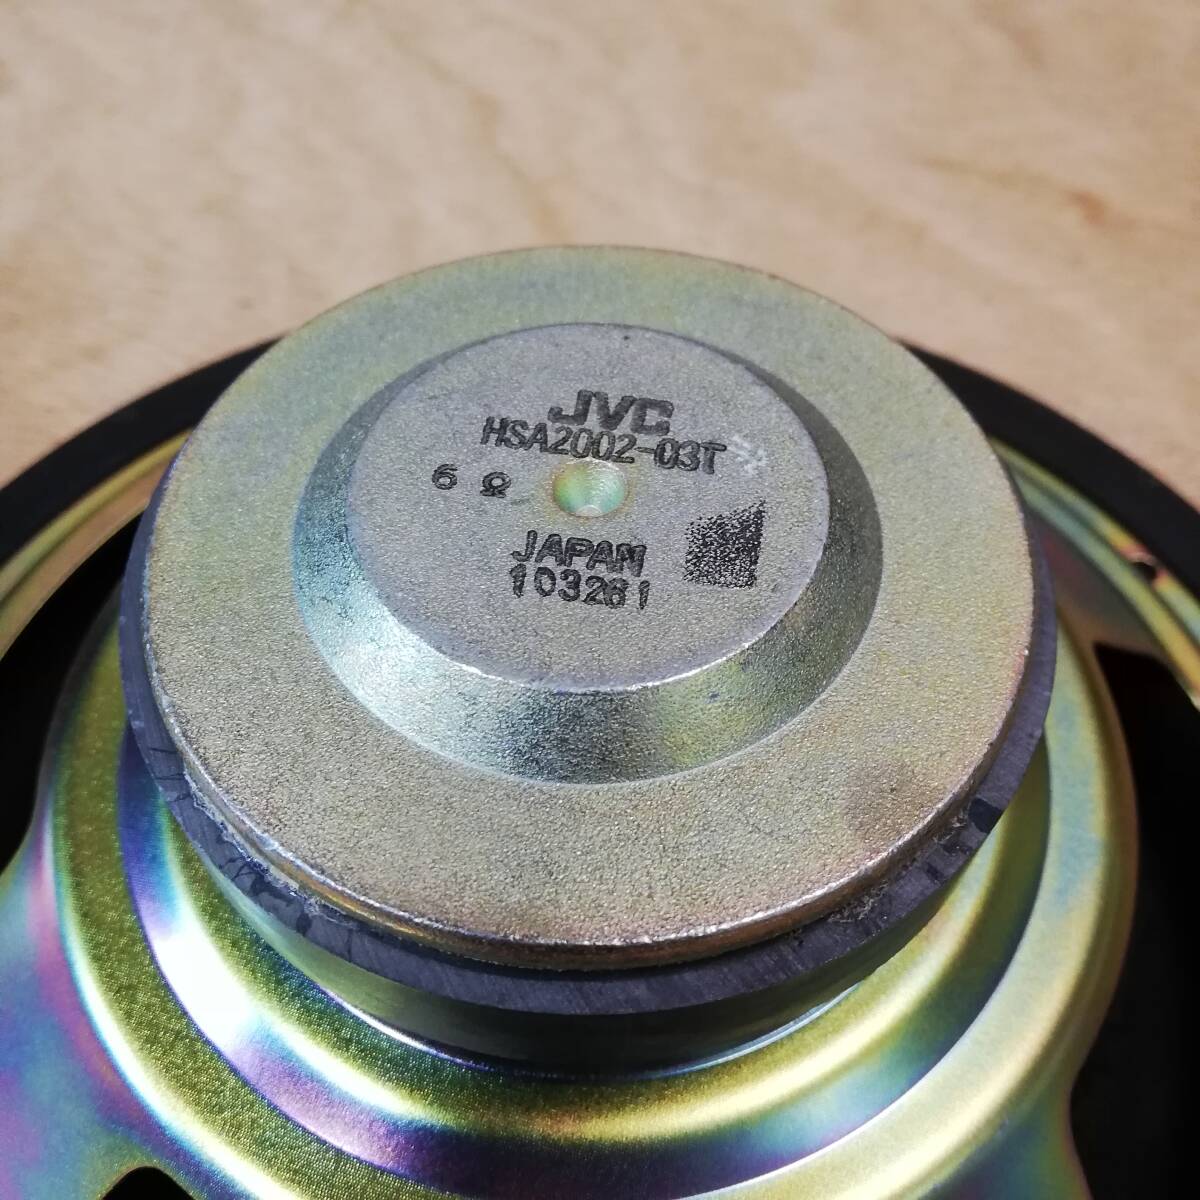 JVC
HSA2002-03T
6 Ω
JAPAN
103261